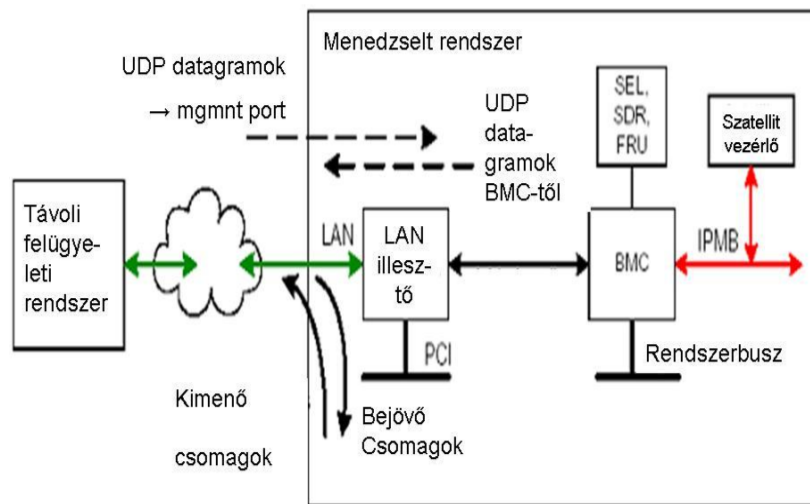 Menedzselt rendszer
UDP datagramok
→ mgmnt port
UDP
data-
gramok
BMC-től
SEL,
SDR,
FRU
Szatellit
vezérlő
Távoli
felügye-
leti
rendszer
LAN
LAN
illesz-
tő
BMC
IPMB
PCI
Rendszerbusz
Kimenő
csomagok
Bejövő
Csomagok